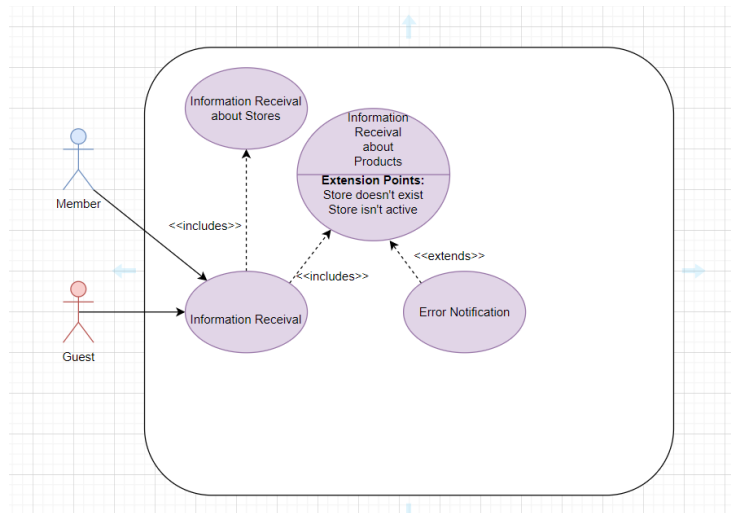 Information Receival
about Stores
Information
Receival
about
Products
Extension Points:
Store doesn't exist
Store isn't active
Member
<<includes>>
<<extends>>
<<includes>>
Information Receival
Error Notification
Guest